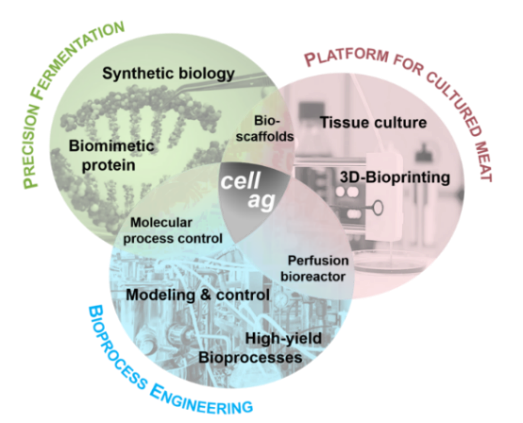 PRECISION FERMENTATION
PLATFORM FOR CULTURED MEAT
Synthetic biology
Biomimetic
protein
Bio-
scaffolds
Tissue culture
3D-Bioprinting
cell
ag
Molecular
process control
Perfusion
bioreactor
Modeling & control
High-yield
Bioprocesses
BIOPROCESS ENGINEERING